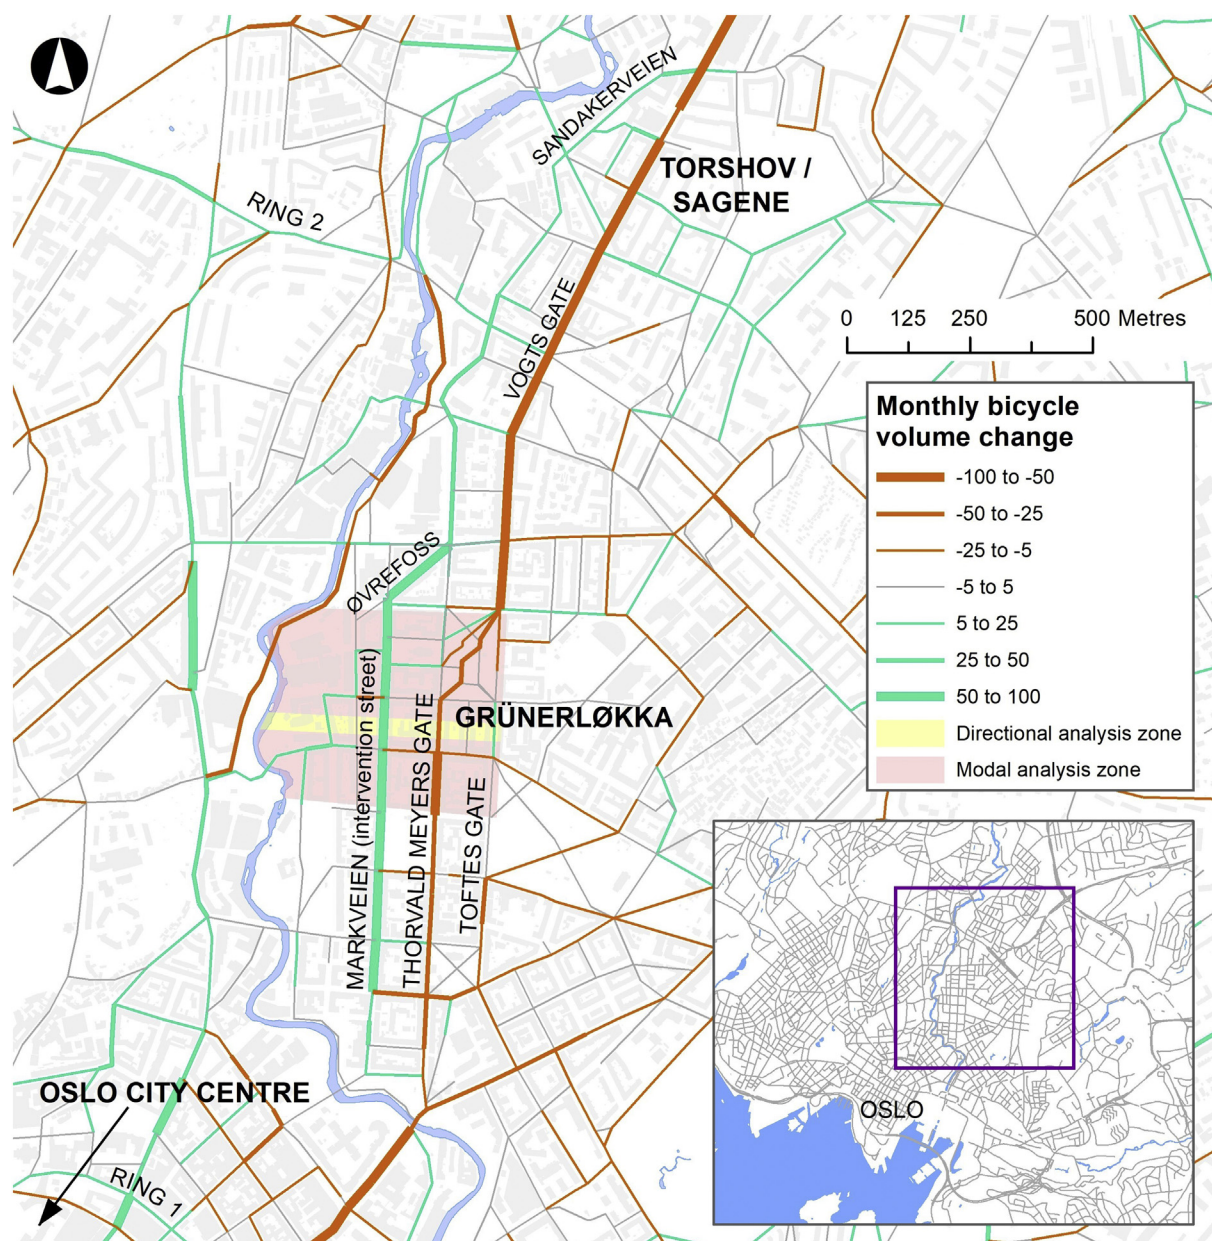 SANDAKERVEIEN
TORSHOV /
SAGENE
RING 2
VOGTS GATE
0 125 250 500 Metres
Monthly bicycle
volume change
-100 to -50
-50 to -25
-25 to -5
-5 to 5
5 to 25
25 to 50
50 to 100
Directional analysis zone
Modal analysis zone
ØVREFOSS
MARKVEIEN (intervention street)
THORVALD MEYERS GATE
GRÜNERLØKKA
TOFTES GATE
OSLO CITY CENTRE
RING 1
OSLO